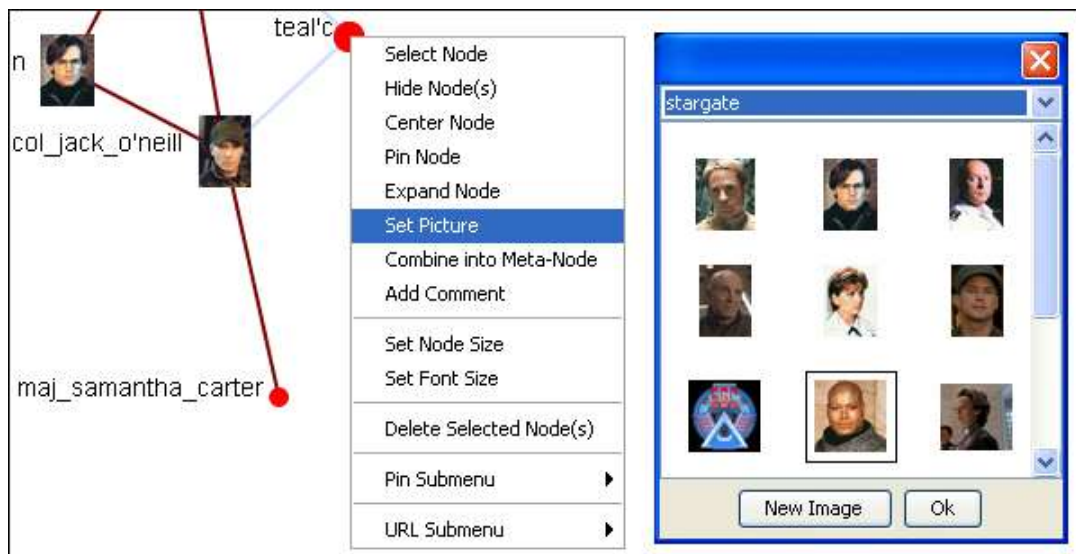 teal'c
n
col_jack_o'neill
maj_samantha_carter
Select Node
Hide Node(s)
Center Node
Pin Node
Expand Node
Set Picture
Combine into Meta-Node
Add Comment
Set Node Size
Set Font Size
Delete Selected Node(s)
Pin Submenu
URL Submenu
stargate
New Image
Ok